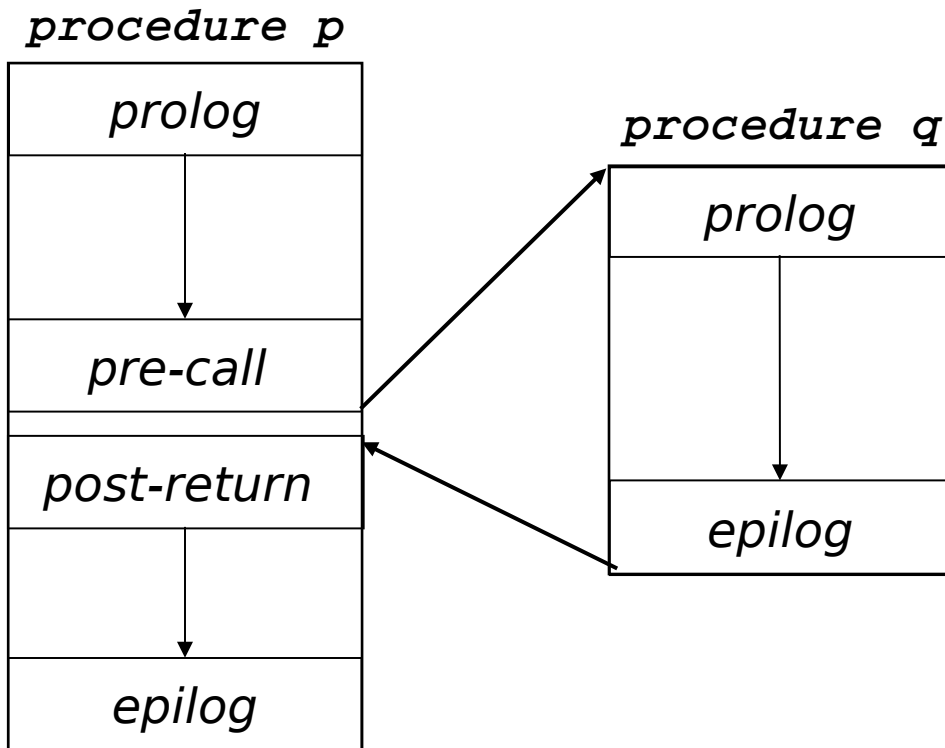 procedure p
prolog
pre-call
post-return
epilog
procedure q
prolog
epilog